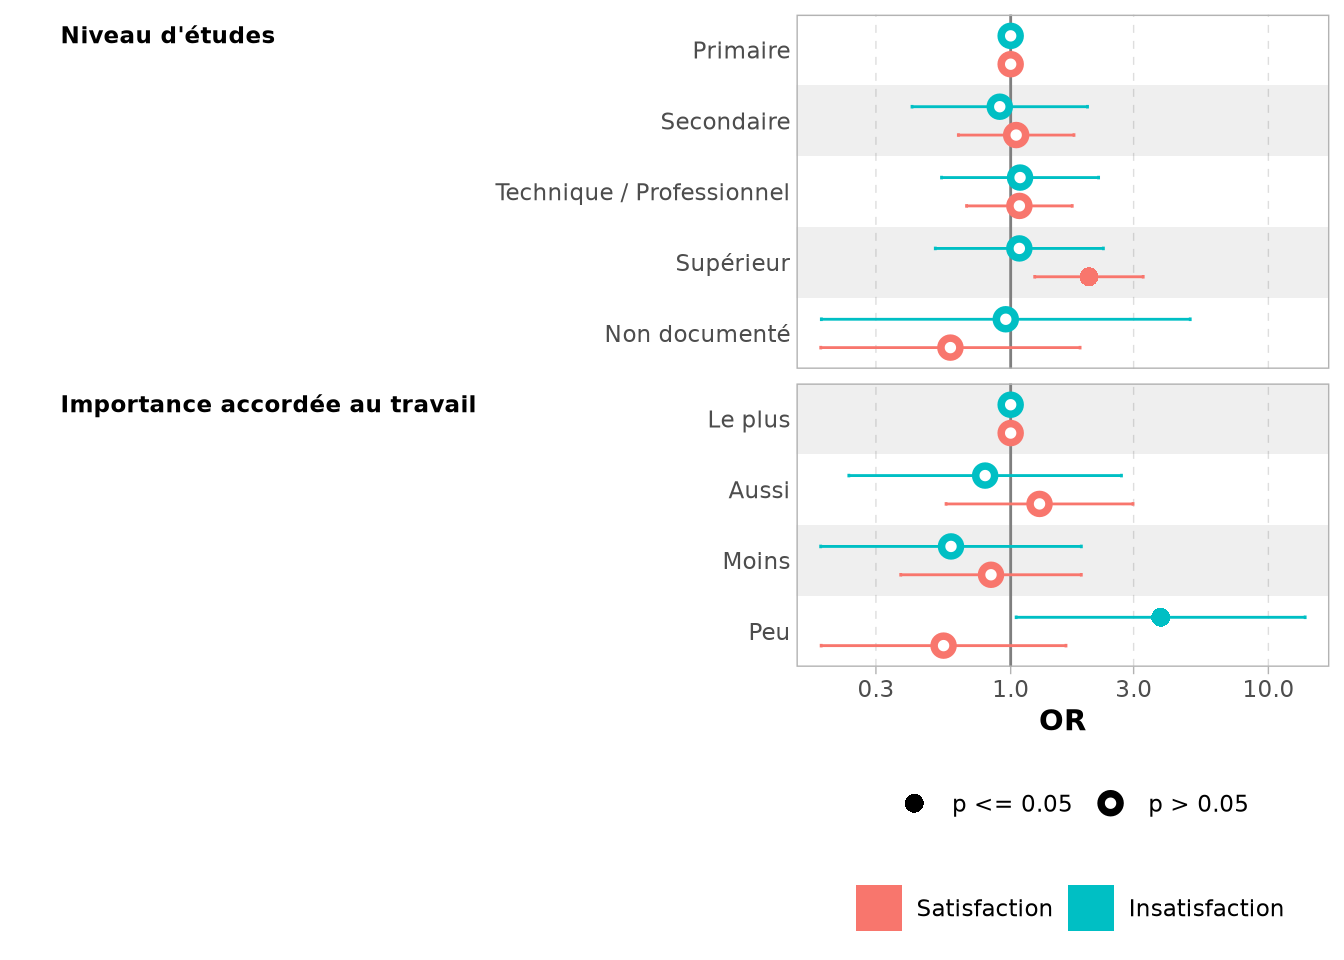 Niveau d'études
Primaire
Secondaire
Technique / Professionnel
Supérieur
Non documenté
Importance accordée au travail
Le plus
Aussi
Moins
Peu
0.3 1.0 3.0 10.0
OR
p <= 0.05 p > 0.05
Satisfaction Insatisfaction